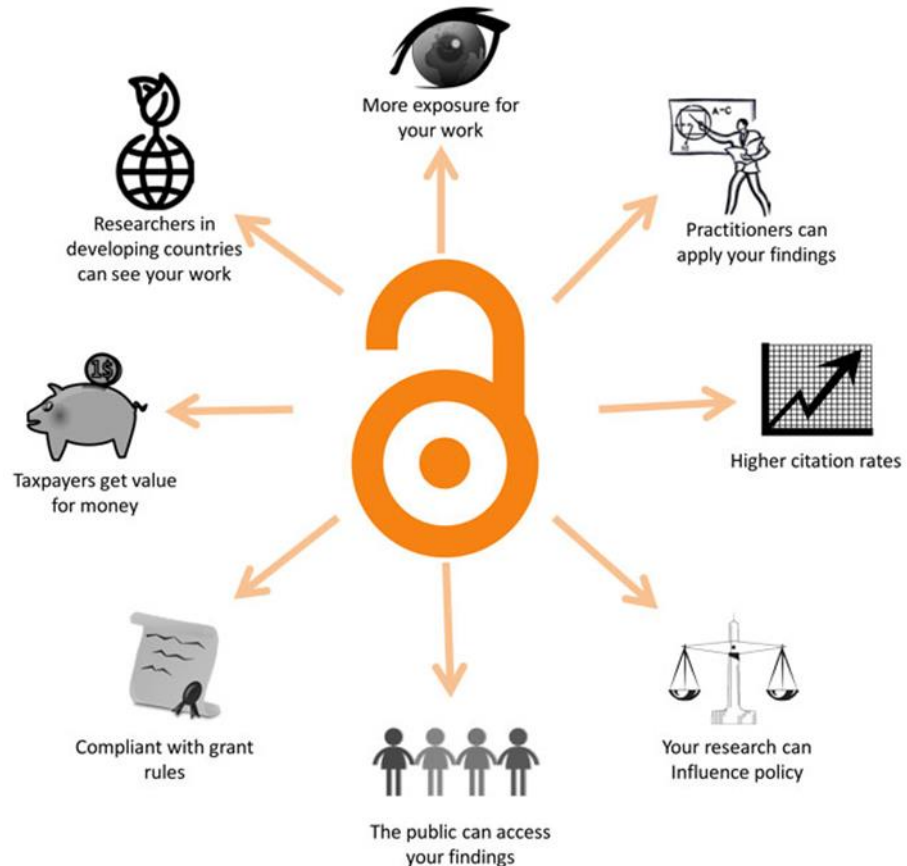 More exposure for
your work
Practitioners can
apply your findings
Higher citation rates
Your research can
Influence policy
The public can access
your findings
Compliant with grant
rules
Taxpayers get value
for money
Researchers in
developing countries
can see your work
1$
A=C